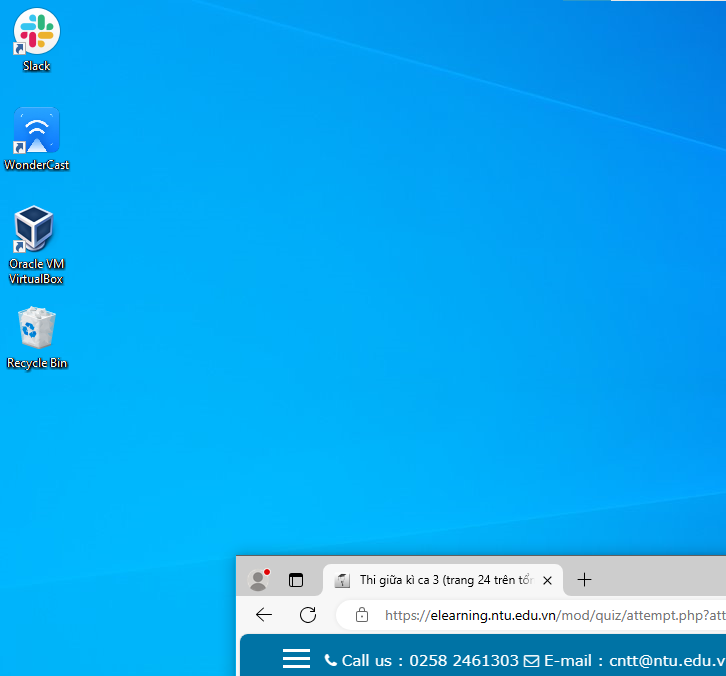 Slack
WonderCast
Oracle VM
VirtualBox
Recycle Bin
Thi giữa kì ca 3 (trang 24 trên tổn
https://elearning.ntu.edu.vn/mod/quiz/attempt.php?att
Call us : 0258 2461303 E-mail : cntt@ntu.edu.v